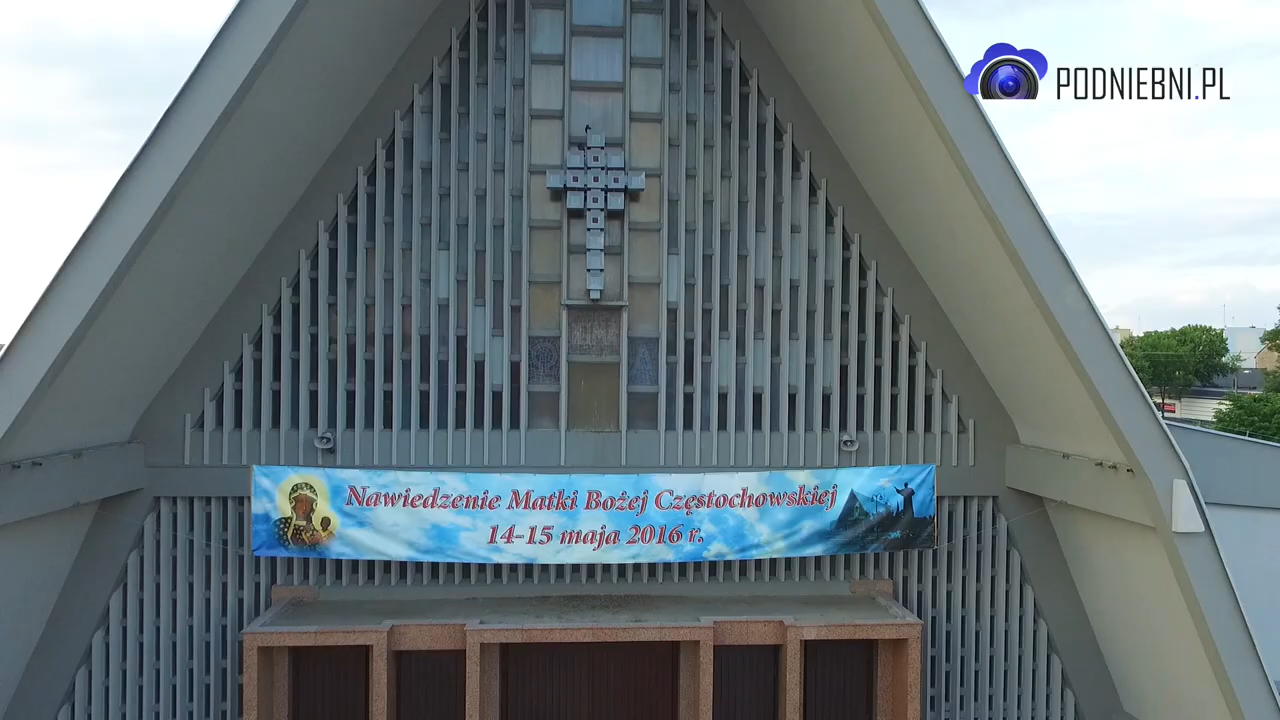 PODNIEBNI.PL
Nawiedzenie Matki Bożej Częstochowskiej
14-15 maja 2016 r.